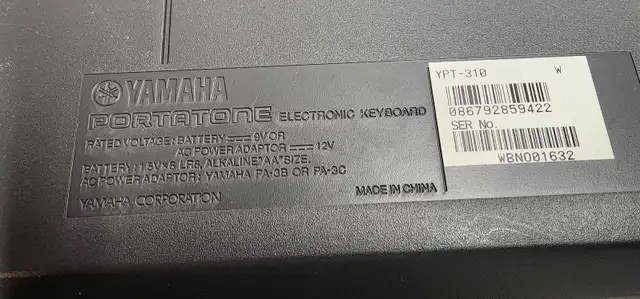 YAMAHA
PORTATONE ELECTRONIC KEYBOARD
RATED VOLTAGE: BATTERY 9V OR
AC POWER ADAPTOR 12V
BATTERY: 1.5V×6 LR6, ALKALINE "AA" SIZE.
AC POWER ADAPTOR: YAMAHA PA-3B OR PA-3C
MADE IN CHINA
YAMAHA CORPORATION
YPT-310 W
086792859422
SER No.
WBNO01632